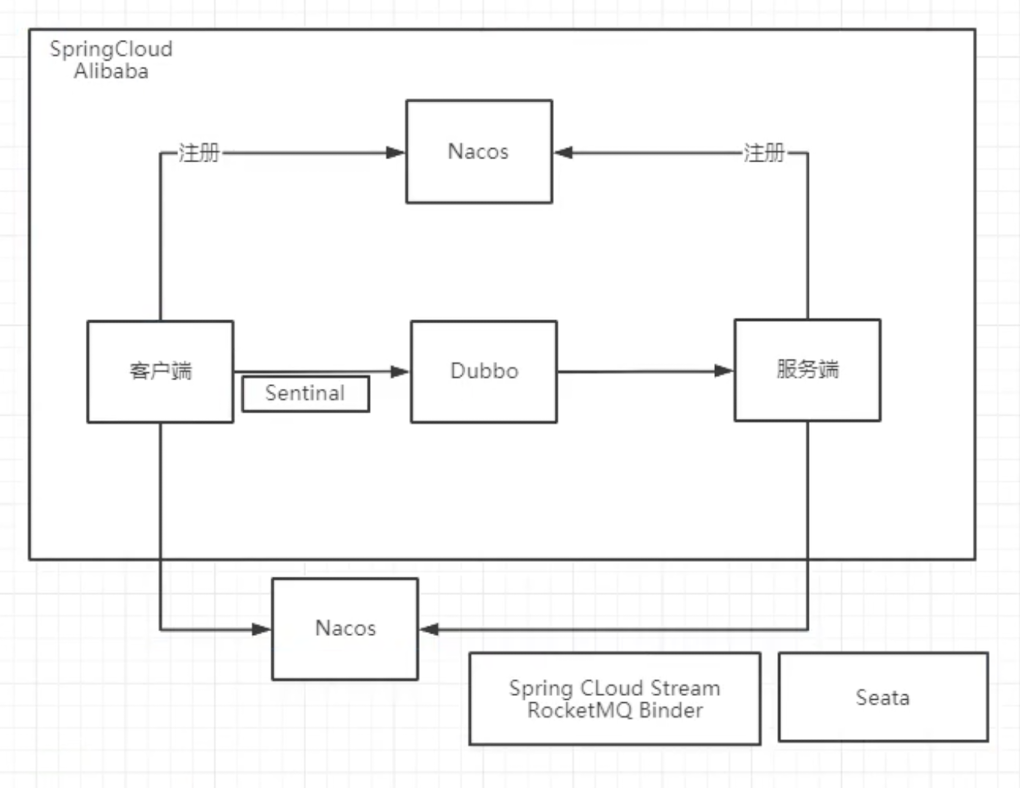 SpringCloud
Alibaba
注册
Nacos
注册
客户端
Sentinal
Dubbo
服务端
Nacos
Spring CLoud Stream
RocketMQ Binder
Seata